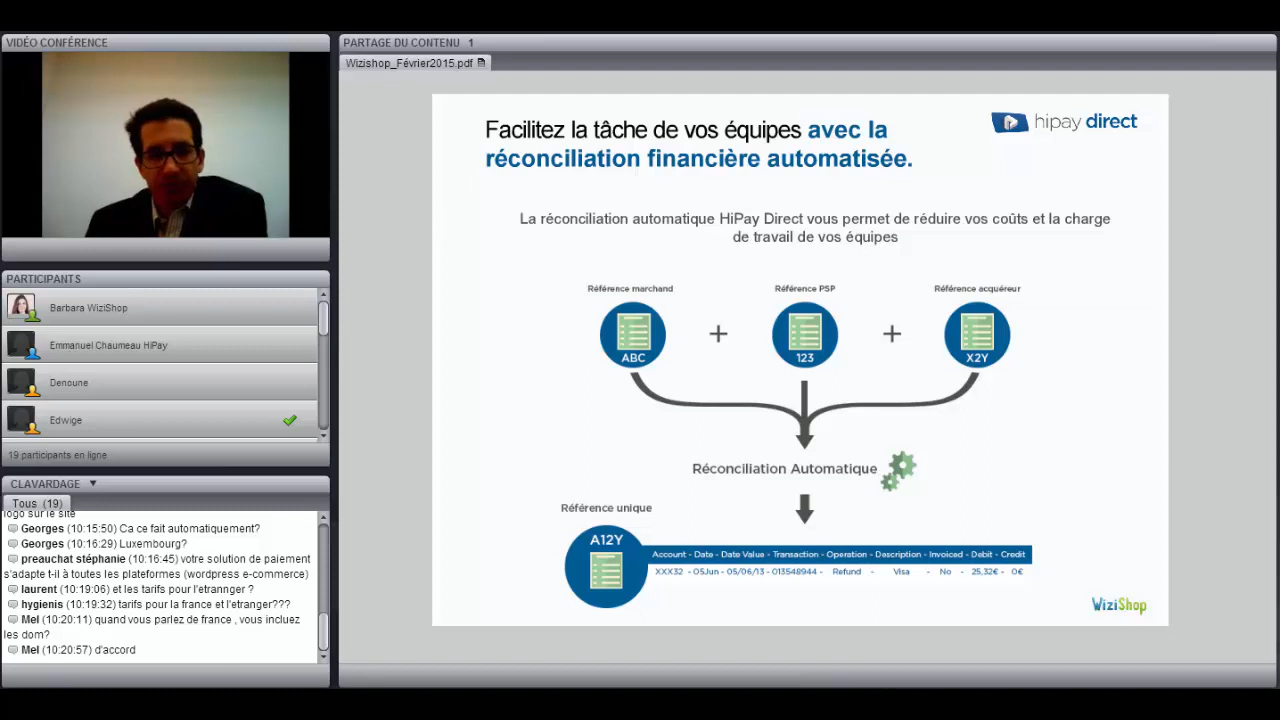 VIDÉO CONFÉRENCE
PARTICIPANTS
Barbara WiziShop
Emmanuel Chaumeau HiPay
Denoune
Edwige
19 participants en ligne
CLAVARDAGE
Tous (19)
logo sur le site
Georges (10:15:50) Ca ce fait automatiquement?
Georges (10:16:29) Luxembourg?
preauchat stéphanie (10:16:45) votre solution de paiement
s'adapte t-il à toutes les plateformes (wordpress e-commerce)
laurent (10:19:06) et les tarifs pour l'etrannger ?
hygienis (10:19:32) tarifs pour la france et l'etranger???
Mel (10:20:11) quand vous parlez de france , vous incluez
les dom?
Mel (10:20:57) d'accord
PARTAGE DU CONTENU 1
Wizishop_Février2015.pdf
Facilitez la tâche de vos équipes avec la
réconciliation financière automatisée.
hipay direct
La réconciliation automatique HiPay Direct vous permet de réduire vos coûts et la charge
de travail de vos équipes
Référence marchand
Référence PSP
Référence acquéreur
ABC
+
123
+
X2Y
Réconciliation Automatique
Référence unique
A12Y
Account - Date - Date Value - Transaction - Operation - Description - Invoiced - Debit - Credit
XXX32 - 05Jun - 05/06/13 - 013548944 - Refund - Visa - No - 25,32€ - 0€
WiziShop